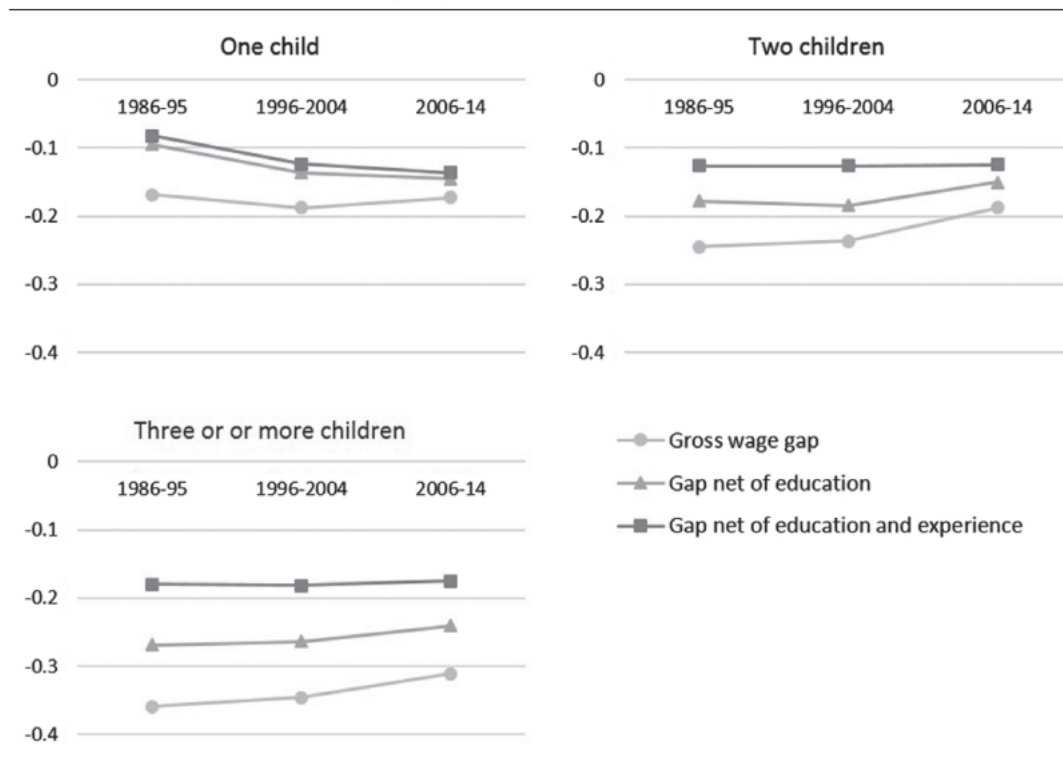 One child
0
1986-95 1996-2004 2006-14
-0.1
-0.2
-0.3
-0.4
Two children
0
1986-95 1996-2004 2006-14
-0.1
-0.2
-0.3
-0.4
Three or or more children
0
1986-95 1996-2004 2006-14
-0.1
-0.2
-0.3
-0.4
Gross wage gap
Gap net of education
Gap net of education and experience